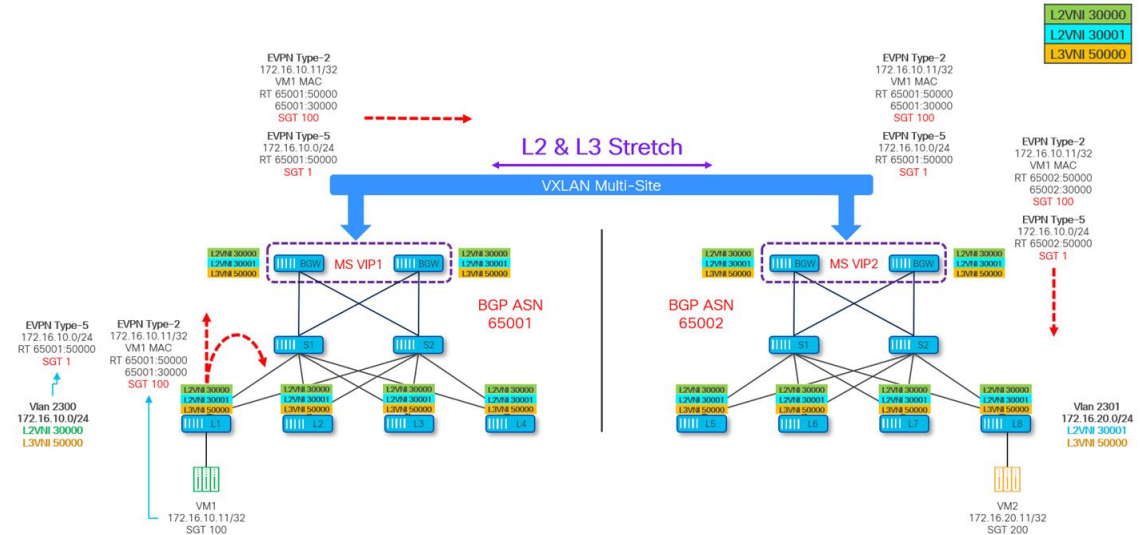 L2VNI 30000
L2VNI 30001
L3VNI 50000
EVPN Type-2
172.16.10.11/32
VM1 MAC
RT 65001:50000
65001:30000
SGT 100
EVPN Type-5
172.16.10.0/24
RT 65001:50000
SGT 1
L2 & L3 Stretch
VXLAN Multi-Site
EVPN Type-2
172.16.10.11/32
VM1 MAC
RT 65001:50000
65001:30000
SGT 100
EVPN Type-5
172.16.10.0/24
RT 65001:50000
SGT 1
EVPN Type-2
172.16.10.11/32
VM1 MAC
RT 65002:50000
65002:30000
SGT 100
EVPN Type-5
172.16.10.0/24
RT 65002:50000
SGT 1
L2VNI 30000
L2VNI 30001
L3VNI 50000
BGW
MS VIP1
BGW
L2VNI 30000
L2VNI 30001
L3VNI 50000
L2VNI 30000
L2VNI 30001
L3VNI 50000
BGW
MS VIP2
BGW
L2VNI 30000
L2VNI 30001
L3VNI 50000
BGP ASN
65001
BGP ASN
65002
EVPN Type-5
172.16.10.0/24
RT 65001:50000
SGT 1
EVPN Type-2
172.16.10.11/32
VM1 MAC
RT 65001:50000
65001:30000
SGT 100
S1
S2
S1
S2
Vlan 2300
172.16.10.0/24
L2VNI 30000
L3VNI 50000
L2VNI 30000
L2VNI 30001
L3VNI 50000
L1
L2VNI 30000
L2VNI 30001
L3VNI 50000
L2
L2VNI 30000
L2VNI 30001
L3VNI 50000
L3
L2VNI 30000
L2VNI 30001
L3VNI 50000
L4
L2VNI 30000
L2VNI 30001
L3VNI 50000
L5
L2VNI 30000
L2VNI 30001
L3VNI 50000
L6
L2VNI 30000
L2VNI 30001
L3VNI 50000
L7
L2VNI 30000
L2VNI 30001
L3VNI 50000
L8
Vlan 2301
172.16.20.0/24
L2VNI 30001
L3VNI 50000
VM1
172.16.10.11/32
SGT 100
VM2
172.16.20.11/32
SGT 200